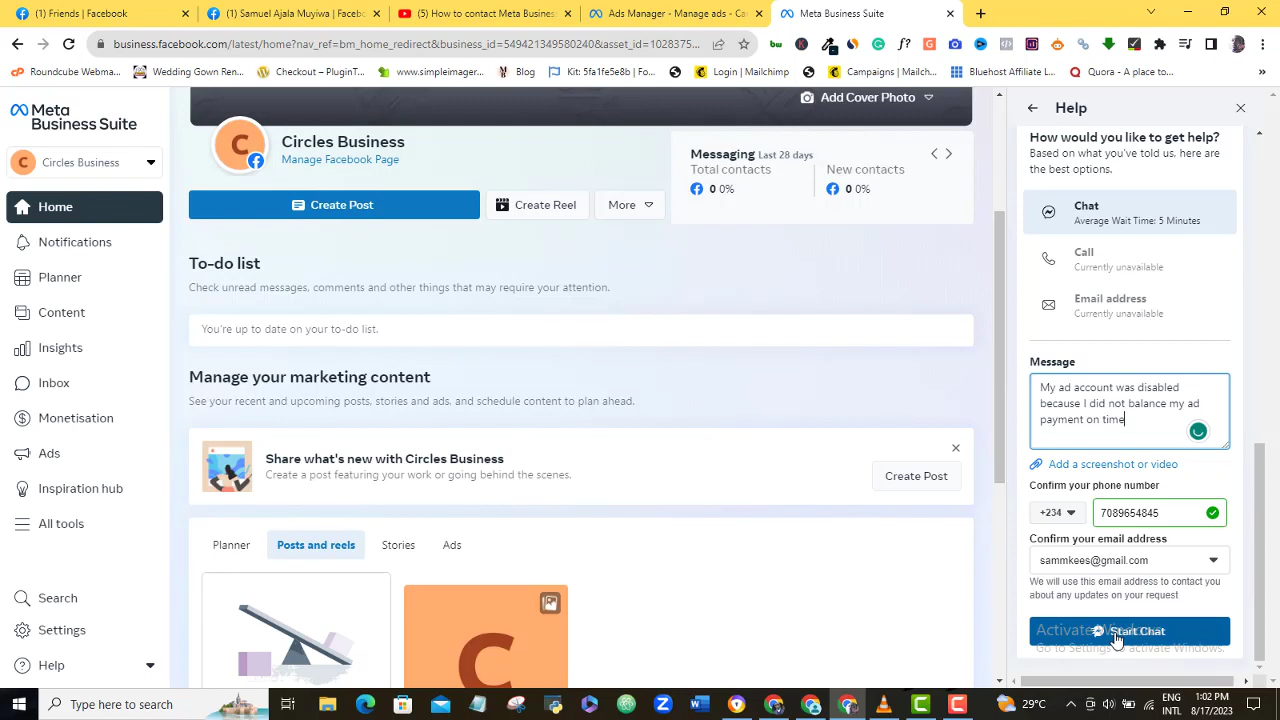 (1) Friends | Facebook
(1) Samuel Ajala Muyiwa | Facebo
(5) How to contact Meta Business
Ads Manager - Manage ads - Ca
Meta Business Suite
business.facebook.com/latest/home?nav_ref=bm_home_redirect&business_id=549421349520240&asset_id=1028375...
Roundcube Webma...
Wedding Gown Ren...
Checkout – PluginT...
www.simpleimager...
Blog
Kit: 5fa1fe5e8b | Fo...
Login | Mailchimp
Campaigns | Mailch...
Bluehost Affiliate L...
Quora - A place to...
Meta
Business Suite
C Circles Business
Home
Notifications
Planner
Content
Insights
Inbox
Monetisation
Ads
Inspiration hub
All tools
Search
Settings
Help
Add Cover Photo
C
Circles Business
Manage Facebook Page
Messaging Last 28 days
Total contacts
New contacts
0 0%
0 0%
Create Post
Create Reel
More
To-do list
Check unread messages, comments and other things that may require your attention.
You're up to date on your to-do list.
Manage your marketing content
See your recent and upcoming posts, stories and ads, and schedule content to plan ahead.
Share what's new with Circles Business
Create a post featuring your work or going behind the scenes.
Create Post
Planner
Posts and reels
Stories
Ads
C
Help
How would you like to get help?
Based on what you've told us, here are
the best options.
Chat
Average Wait Time: 5 Minutes
Call
Currently unavailable
Email address
Currently unavailable
Message
My ad account was disabled
because I did not balance my ad
payment on time
Add a screenshot or video
Confirm your phone number
+234
7089654845
Confirm your email address
sammkees@gmail.com
We will use this email address to contact you
about any updates on your request
Start Chat
Activate Windows
Go to Settings to activate Windows.
Type here to search
29°C
ENG
INTL
1:02 PM
8/17/2023